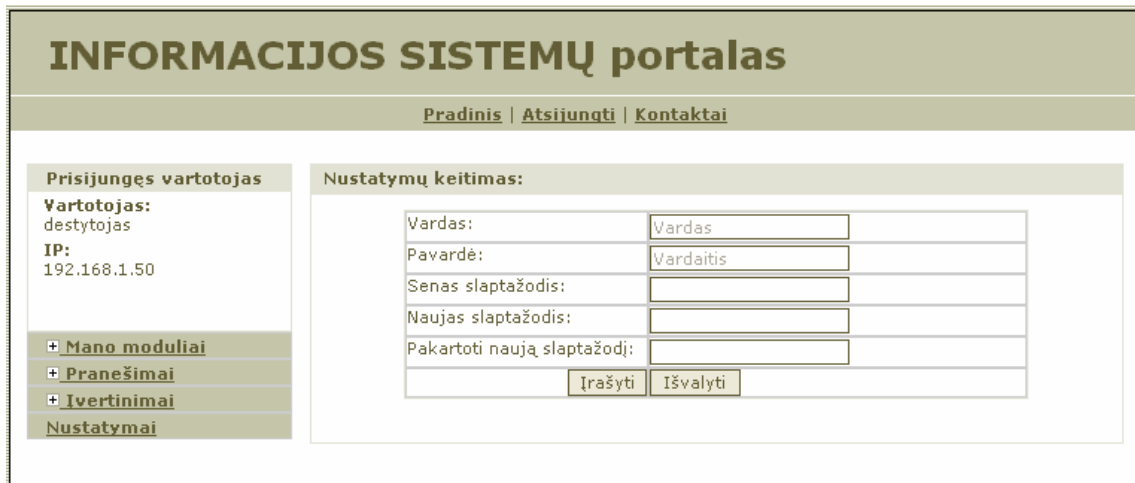 INFORMACIJOS SISTEMŲ portalas
Pradinis | Atsijungti | Kontaktai
Prisijungęs vartotojas
Vartotojas:
destytojas
IP:
192.168.1.50
Mano moduliai
Pranešimai
Įvertinimai
Nustatymai
Nustatymų keitimas:
Vardas: Vardas
Pavardė: Vardaitis
Senas slaptažodis:
Naujas slaptažodis:
Pakartoti naują slaptažodį:
Įrašyti Išvalyti